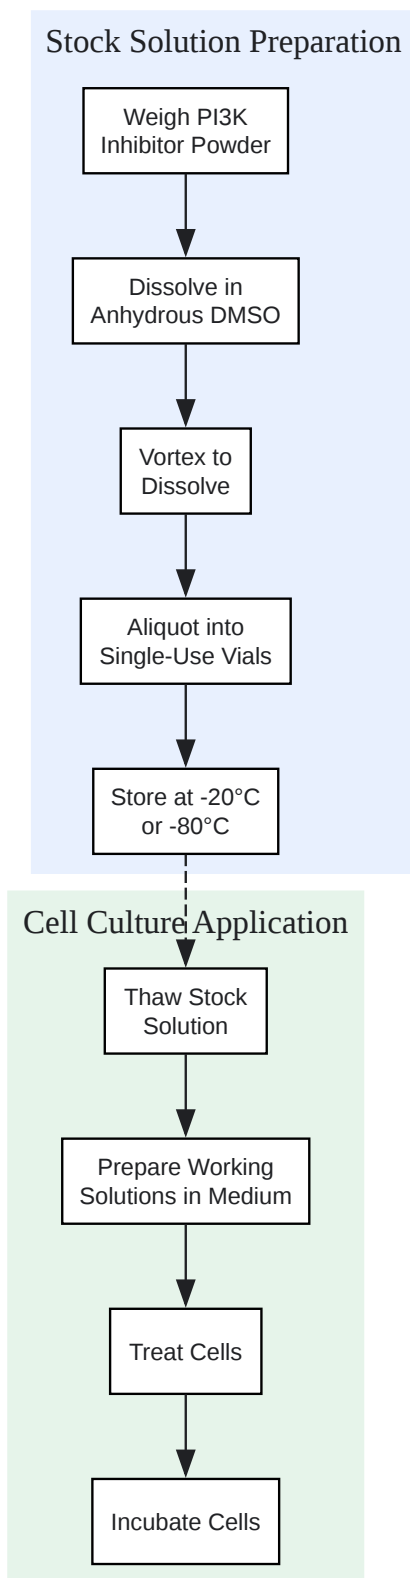 Stock Solution Preparation
Weigh PI3K
Inhibitor Powder
Dissolve in
Anhydrous DMSO
Vortex to
Dissolve
Aliquot into
Single-Use Vials
Store at -20°C
or -80°C
Cell Culture Application
Thaw Stock
Solution
Prepare Working
Solutions in Medium
Treat Cells
Incubate Cells